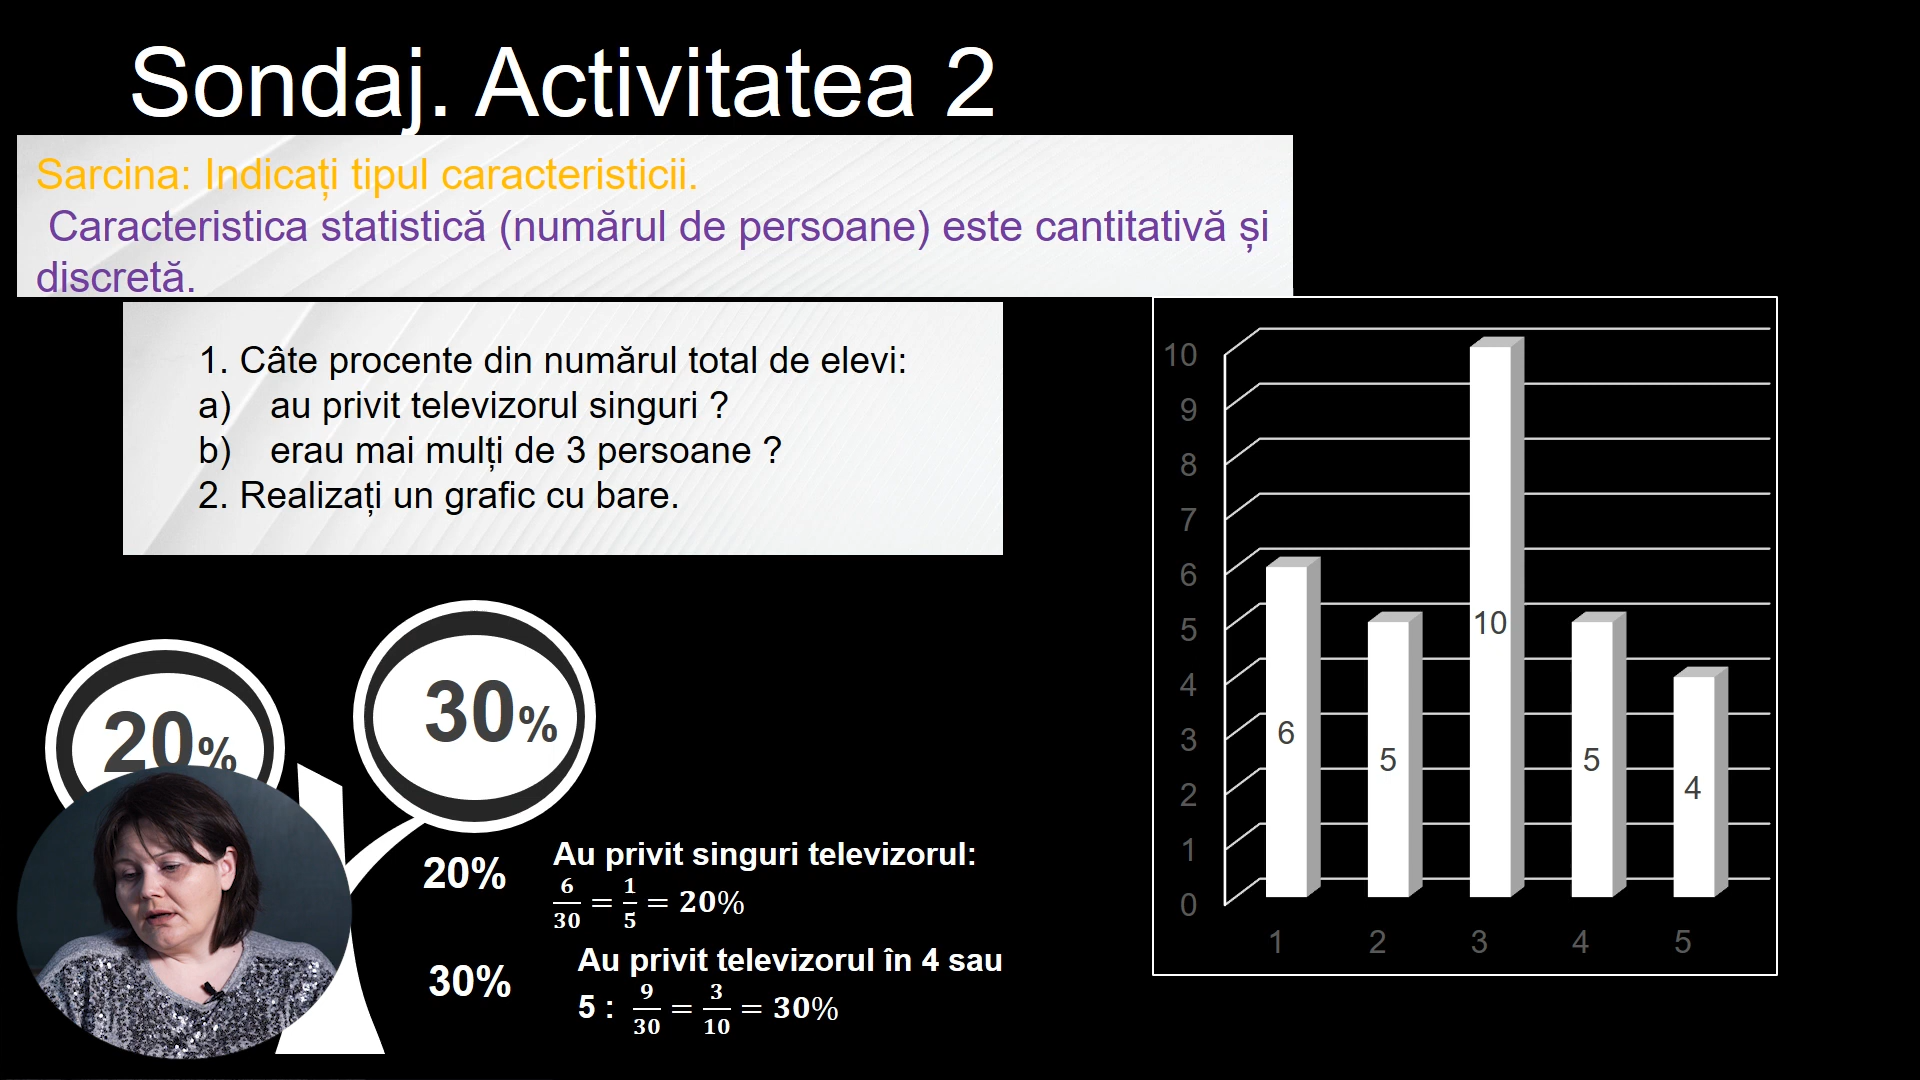 Sondaj. Activitatea 2
Sarcina: Indicați tipul caracteristicii.
Caracteristica statistică (numărul de persoane) este cantitativă și
discretă.
1. Câte procente din numărul total de elevi:
a) au privit televizorul singuri ?
b) erau mai mulți de 3 persoane ?
2. Realizați un grafic cu bare.
20%
30%
20% Au privit singuri televizorul:
6/30 = 1/5 = 20%
30% Au privit televizorul în 4 sau
5 : 9/30 = 3/10 = 30%
10
9
8
7
6
5
4
3
2
1
0
6 5 10 5 4
1 2 3 4 5